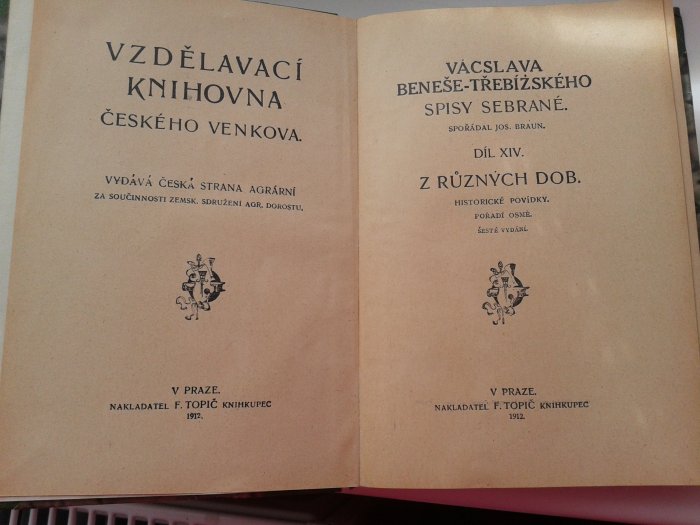 VZDĚLAVACÍ
KNIHOVNA
ČESKÉHO VENKOVA.
VYDÁVÁ ČESKÁ STRANA AGRÁRNÍ
ZA SOUČINNOSTI ZEMSK. SDRUŽENÍ AGR. DOROSTU.
V PRAZE.
NAKLADATEL F. TOPIČ KNIHKUPEC
1912.
VÁCSLAVA
BENEŠE-TŘEBÍZSKÉHO
SPISY SEBRANÉ.
SPOŘÁDAL JOS. BRAUN.
DÍL XIV.
Z RŮZNÝCH DOB.
HISTORICKÉ POVÍDKY.
POŘADÍ OSMÉ.
ŠESTÉ VYDÁNÍ.
V PRAZE.
NAKLADATEL F. TOPIČ KNIHKUPEC
1912.